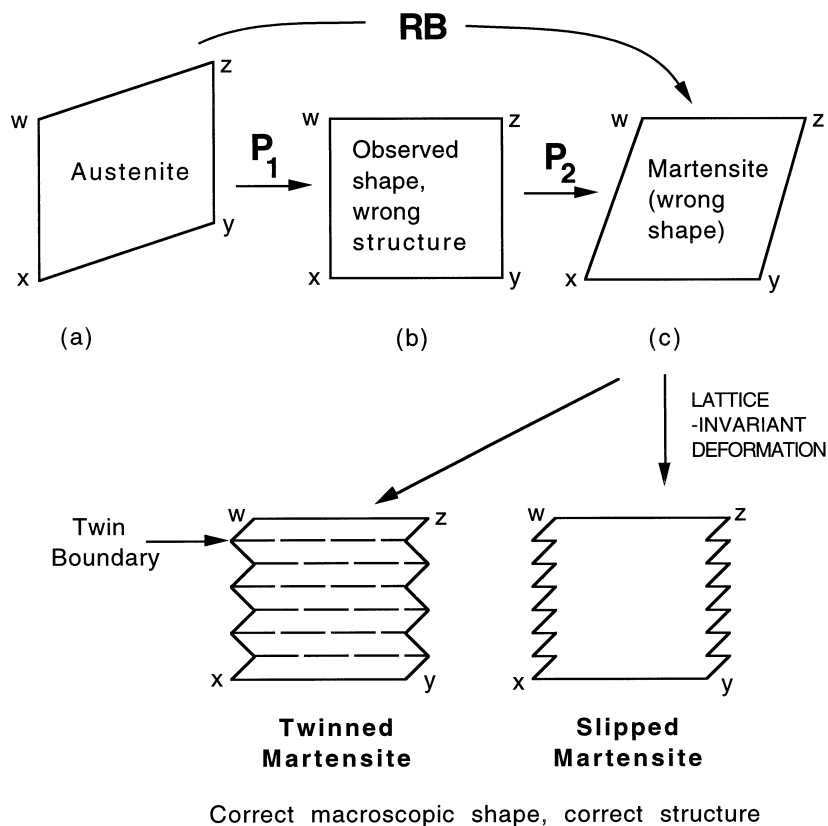 RB
w
z
x
y
Austenite
P1
w
z
x
y
Observed
shape,
wrong
structure
P2
w
z
x
y
Martensite
(wrong
shape)
(a)
(b)
(c)
LATTICE
-INVARIANT
DEFORMATION
Twin
Boundary
w
z
x
y
w
z
x
y
Twinned
Martensite
Slipped
Martensite
Correct macroscopic shape, correct structure